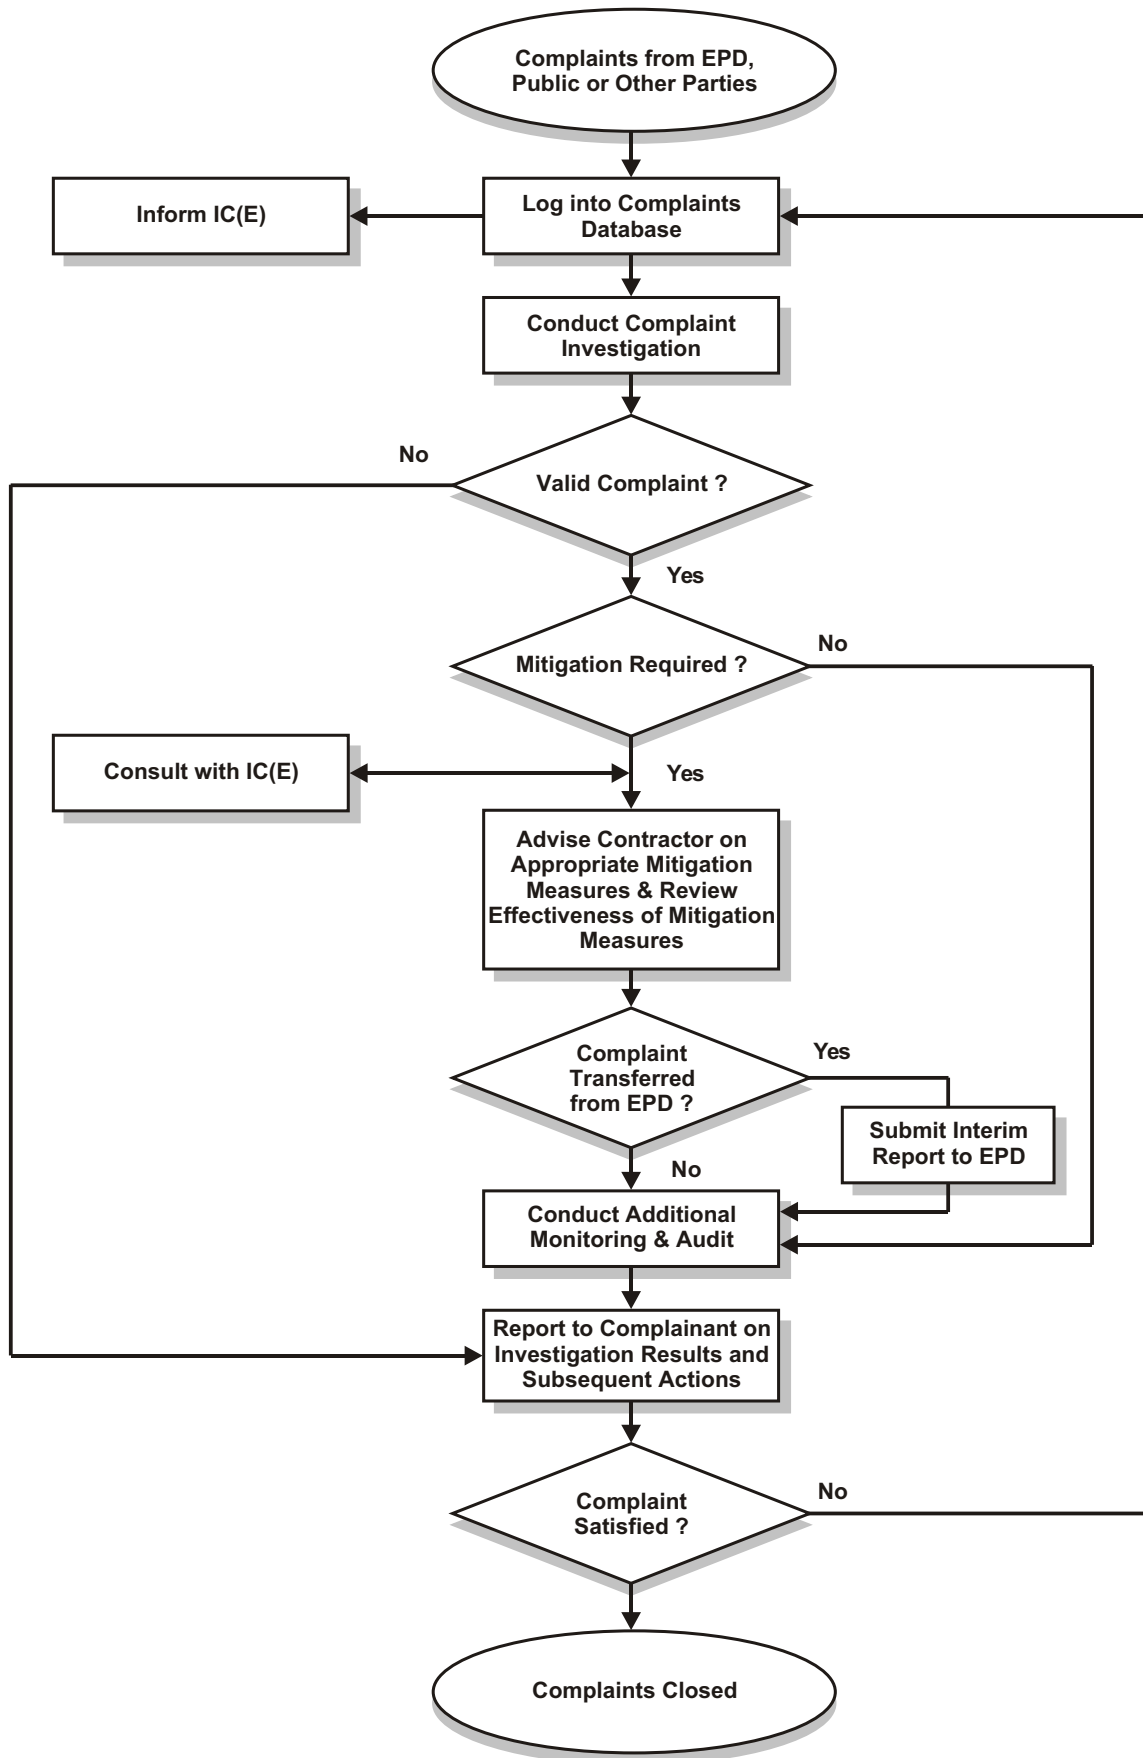 Complaints from EPD,
Public or Other Parties
Inform IC(E)
Log into Complaints
Database
Conduct Complaint
Investigation
No
Valid Complaint ?
Yes
Mitigation Required ?
No
Consult with IC(E)
Yes
Advise Contractor on
Appropriate Mitigation
Measures & Review
Effectiveness of Mitigation
Measures
Complaint
Transferred
from EPD ?
Yes
Submit Interim
Report to EPD
No
Conduct Additional
Monitoring & Audit
Report to Complainant on
Investigation Results and
Subsequent Actions
Complaint
Satisfied ?
No
Complaints Closed